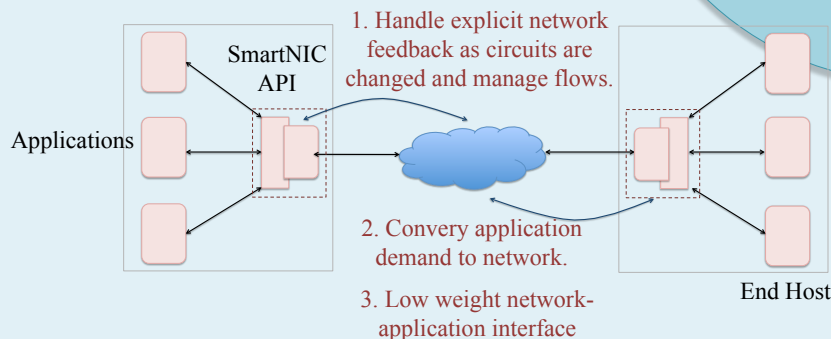 1. Handle explicit network
feedback as circuits are
changed and manage flows.
SmartNIC
API
Applications
2. Convery application
demand to network.
3. Low weight network-
application interface
End Host